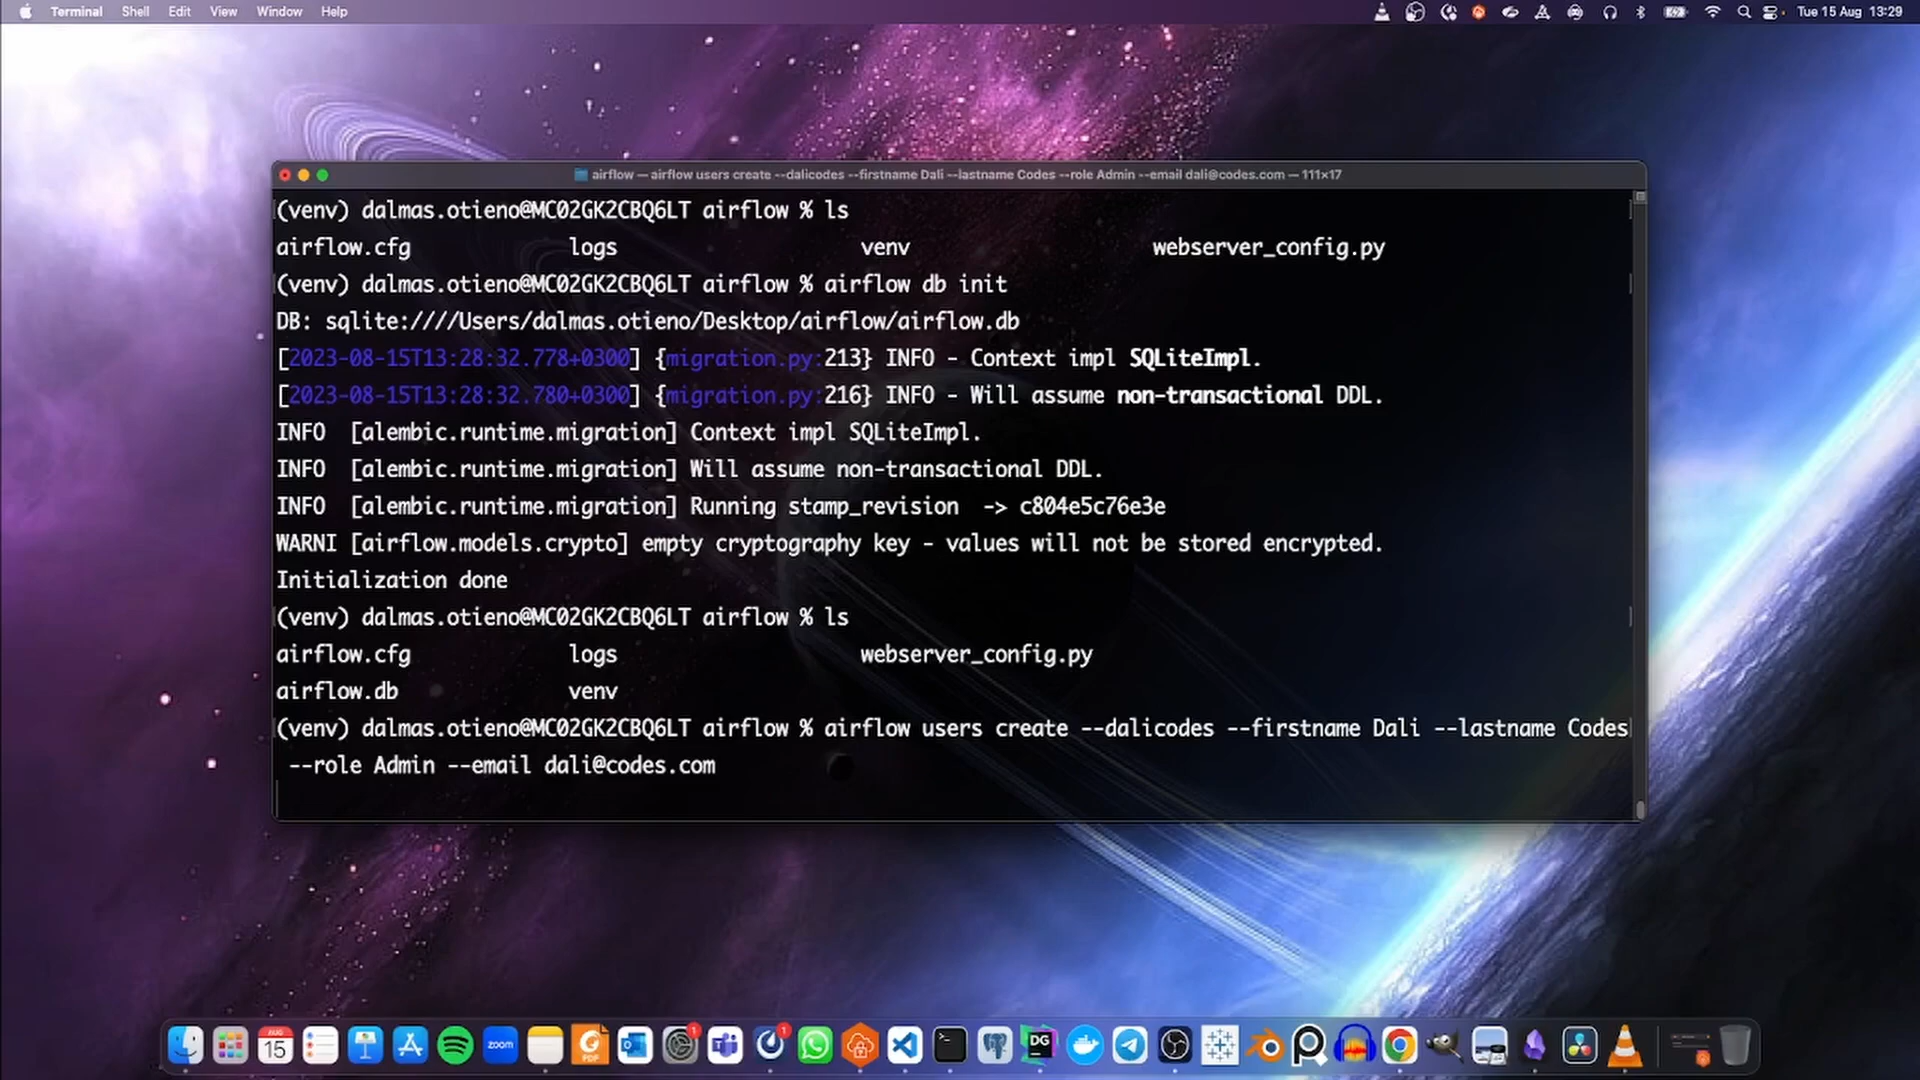 Terminal Shell Edit View Window Help Tue 15 Aug 13:29
airflow — airflow users create --dalicodes --firstname Dali --lastname Codes --role Admin --email dali@codes.com — 111×17
(venv) dalmas.otieno@MC02GK2CBQ6LT airflow % ls
airflow.cfg logs venv webserver_config.py
(venv) dalmas.otieno@MC02GK2CBQ6LT airflow % airflow db init
DB: sqlite:////Users/dalmas.otieno/Desktop/airflow/airflow.db
[2023-08-15T13:28:32.778+0300] {migration.py:213} INFO - Context impl SQLiteImpl.
[2023-08-15T13:28:32.780+0300] {migration.py:216} INFO - Will assume non-transactional DDL.
INFO [alembic.runtime.migration] Context impl SQLiteImpl.
INFO [alembic.runtime.migration] Will assume non-transactional DDL.
INFO [alembic.runtime.migration] Running stamp_revision -> c804e5c76e3e
WARNI [airflow.models.crypto] empty cryptography key - values will not be stored encrypted.
Initialization done
(venv) dalmas.otieno@MC02GK2CBQ6LT airflow % ls
airflow.cfg logs webserver_config.py
airflow.db venv
(venv) dalmas.otieno@MC02GK2CBQ6LT airflow % airflow users create --dalicodes --firstname Dali --lastname Codes
--role Admin --email dali@codes.com
AUG
15
zoom
PDF
1
1
DG